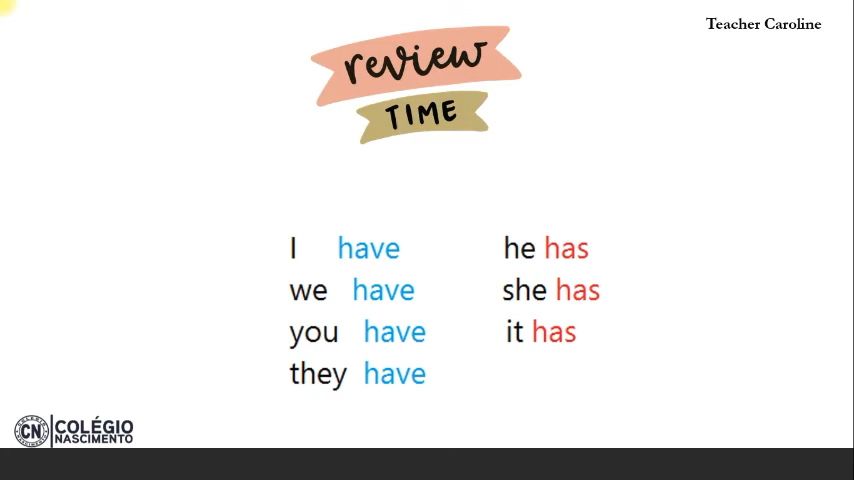 Teacher Caroline
review
TIME
I have
he has
we have
she has
you have
it has
they have
CN
COLÉGIO
NASCIMENTO